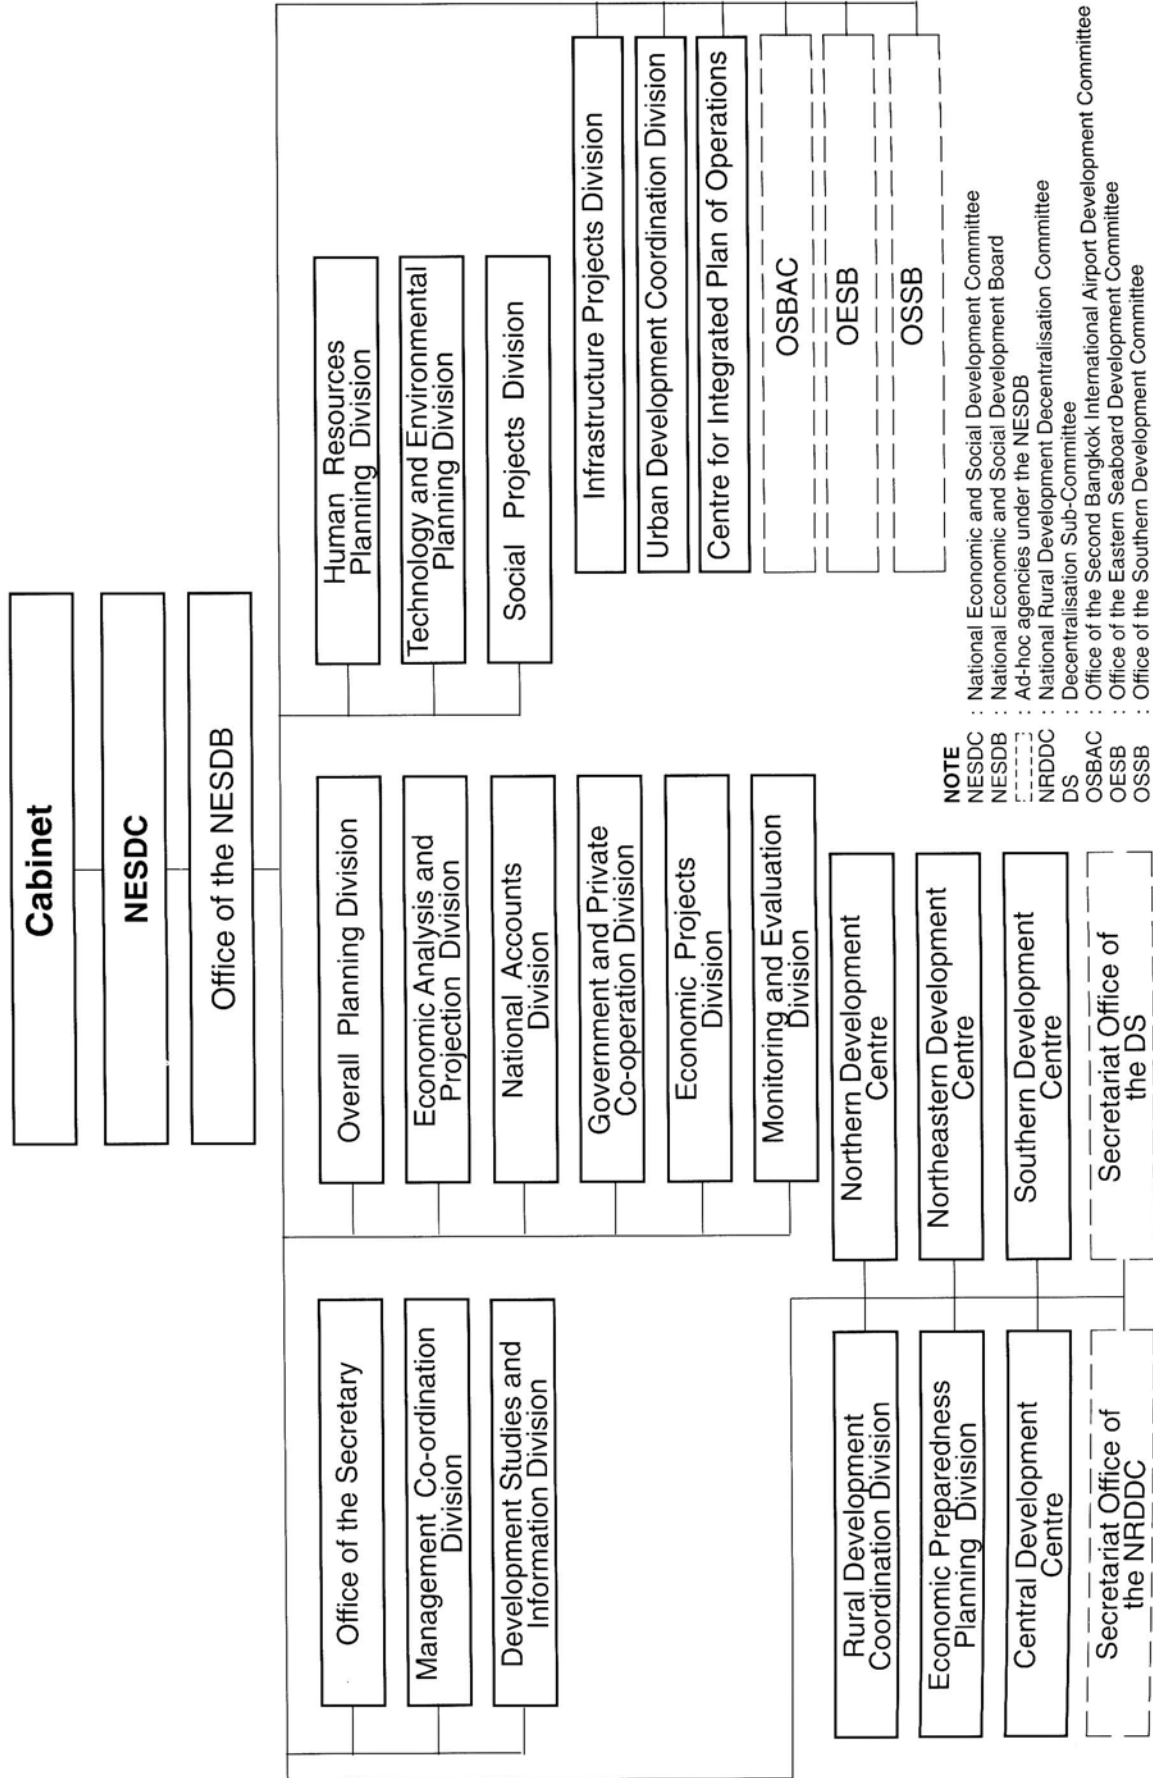 Cabinet
NESDC
Office of the NESDB
Office of the Secretary
Management Co-ordination
Division
Development Studies and
Information Division
Overall Planning Division
Economic Analysis and
Projection Division
National Accounts
Division
Government and Private
Co-operation Division
Economic Projects
Division
Monitoring and Evaluation
Division
Human Resources
Planning Division
Technology and Environmental
Planning Division
Social Projects Division
Infrastructure Projects Division
Urban Development Coordination Division
Centre for Integrated Plan of Operations
OSBAC
OESB
OSSB
Rural Development
Coordination Division
Economic Preparedness
Planning Division
Central Development
Centre
Secretariat Office of
the NRDDC
Northern Development
Centre
Northeastern Development
Centre
Southern Development
Centre
Secretariat Office of
the DS
NOTE
NESDC : National Economic and Social Development Committee
NESDB : National Economic and Social Development Board
: Ad-hoc agencies under the NESDB
NRDDC : National Rural Development Decentralisation Committee
DS : Decentralisation Sub-Committee
OSBAC : Office of the Second Bangkok International Airport Development Committee
OESB : Office of the Eastern Seaboard Development Committee
OSSB : Office of the Southern Development Committee